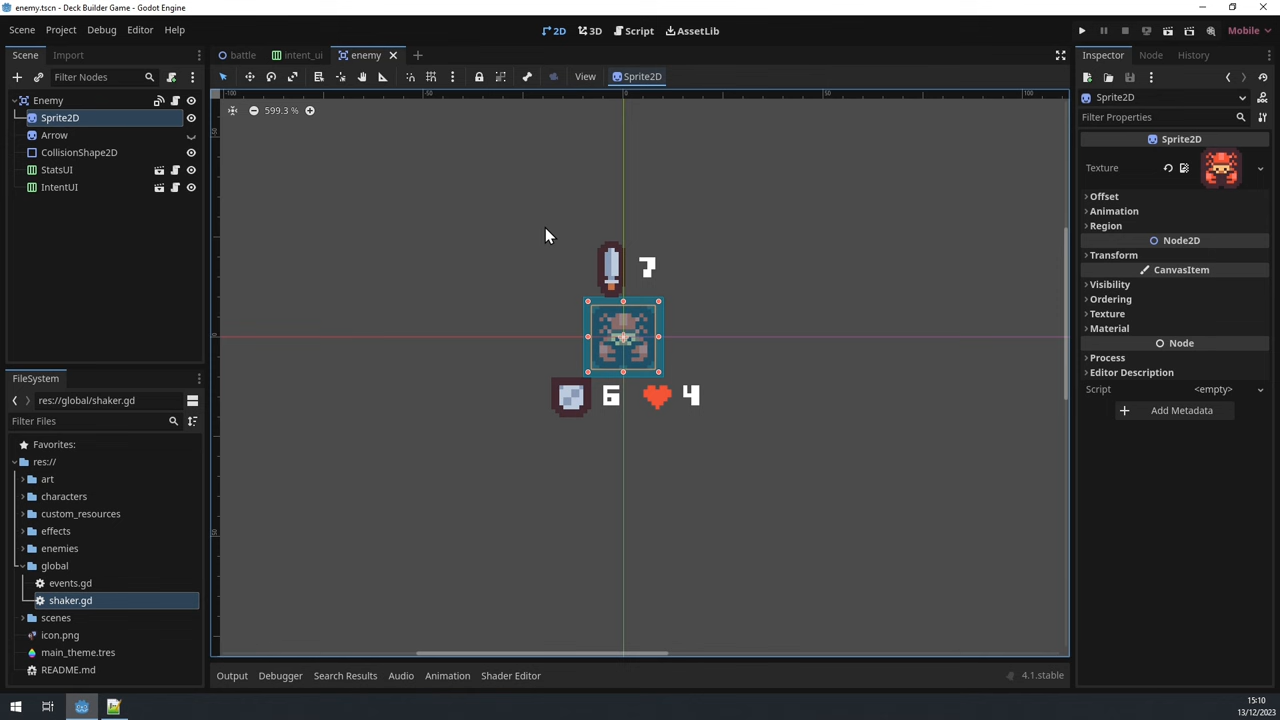 enemy.tscn - Deck Builder Game - Godot Engine
Scene Project Debug Editor Help
2D 3D Script AssetLib
Mobile
Scene Import
battle intent_ui enemy
Inspector Node History
Filter Nodes
View Sprite2D
Enemy
Sprite2D
Arrow
CollisionShape2D
StatsUI
IntentUI
-100 -50 0 50 100
599.3 %
7
6 4
Sprite2D
Filter Properties
Sprite2D
Texture
Offset
Animation
Region
Node2D
Transform
CanvasItem
Visibility
Ordering
Texture
Material
Node
Process
Editor Description
Script <empty>
Add Metadata
FileSystem
res://global/shaker.gd
Filter Files
Favorites:
res://
art
characters
custom_resources
effects
enemies
global
events.gd
shaker.gd
scenes
icon.png
main_theme.tres
README.md
Output Debugger Search Results Audio Animation Shader Editor
4.1.stable
15:10
13/12/2023